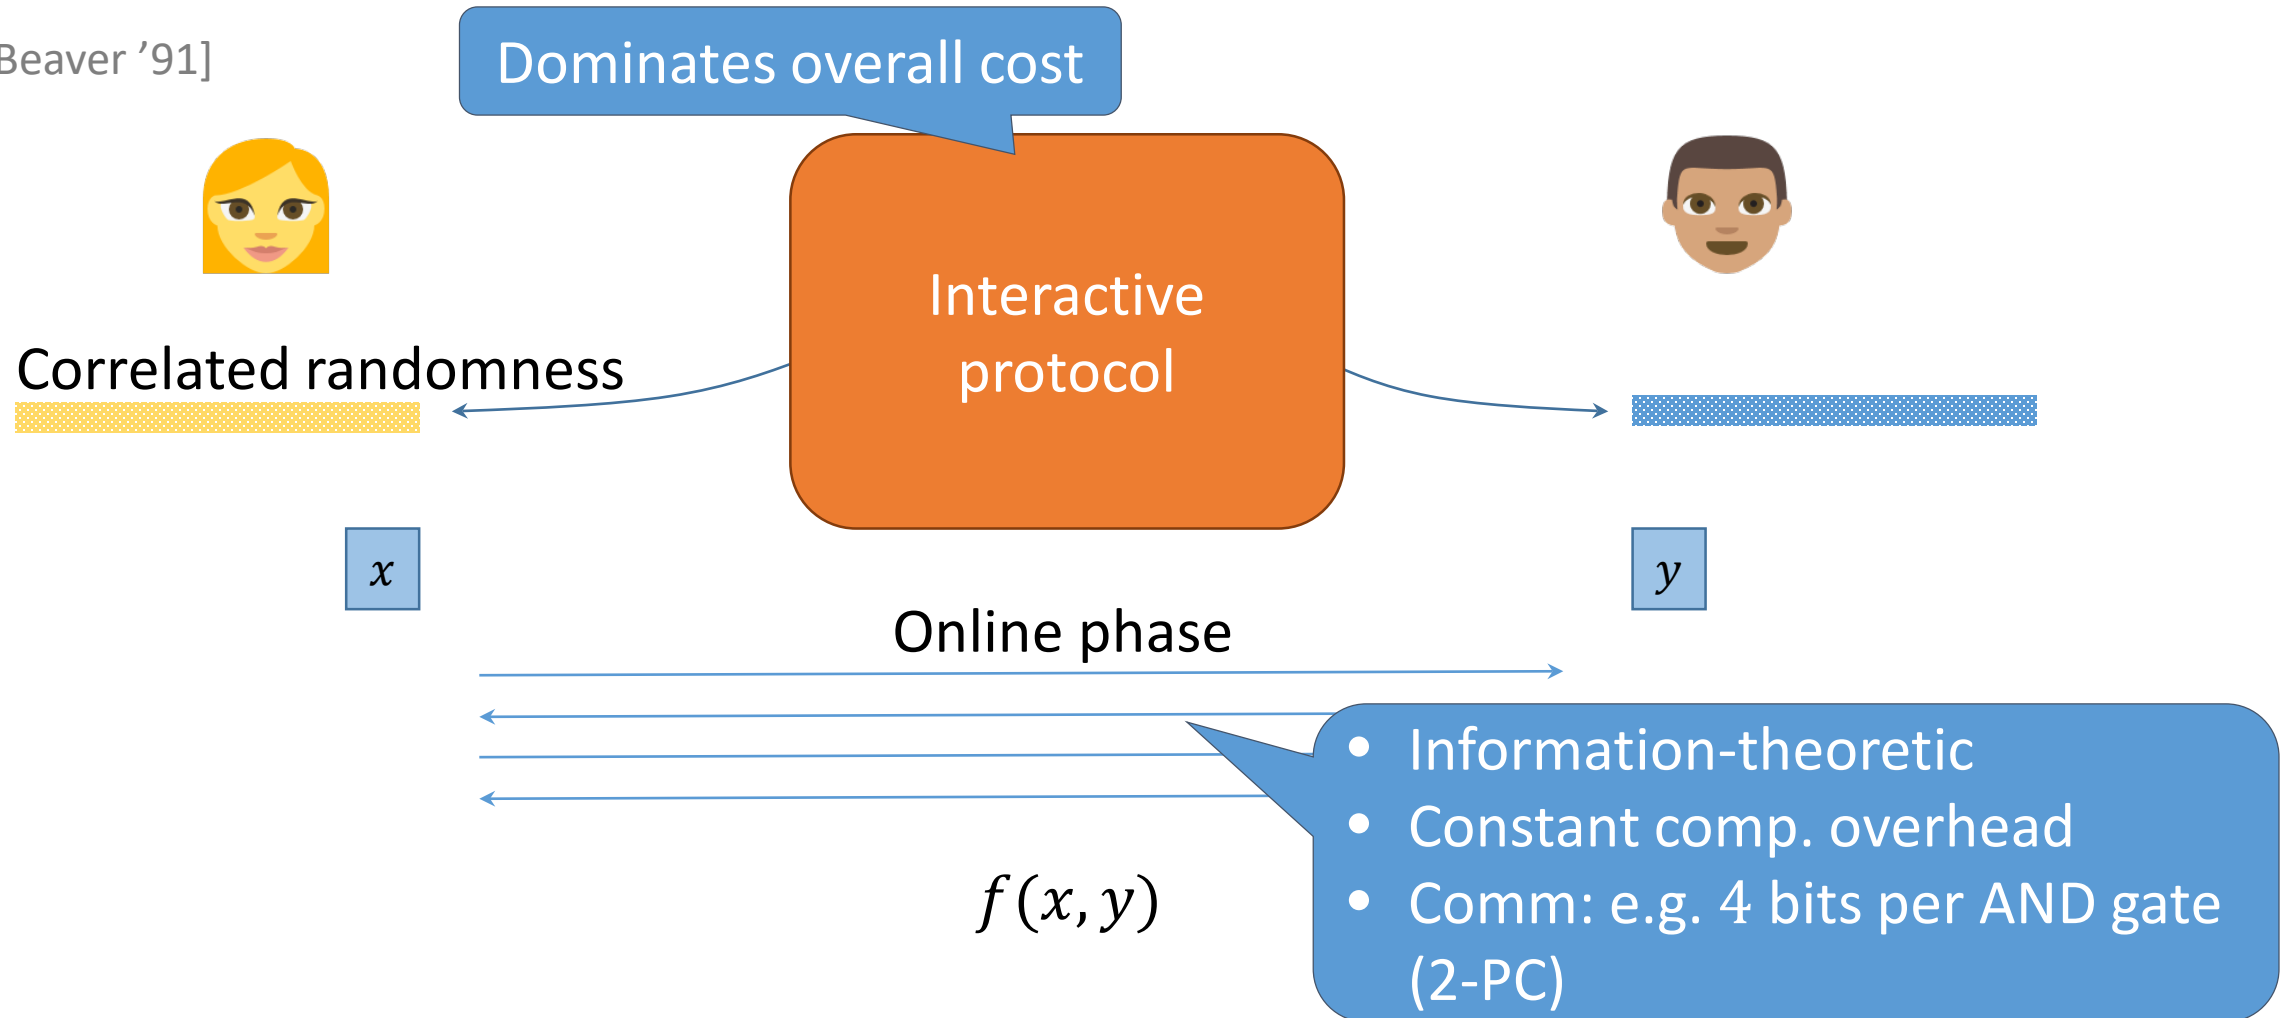 Beaver ’91]
Dominates overall cost
Interactive
protocol
Correlated randomness
x
y
Online phase
• Information-theoretic
• Constant comp. overhead
• Comm: e.g. 4 bits per AND gate
(2-PC)
f(x, y)